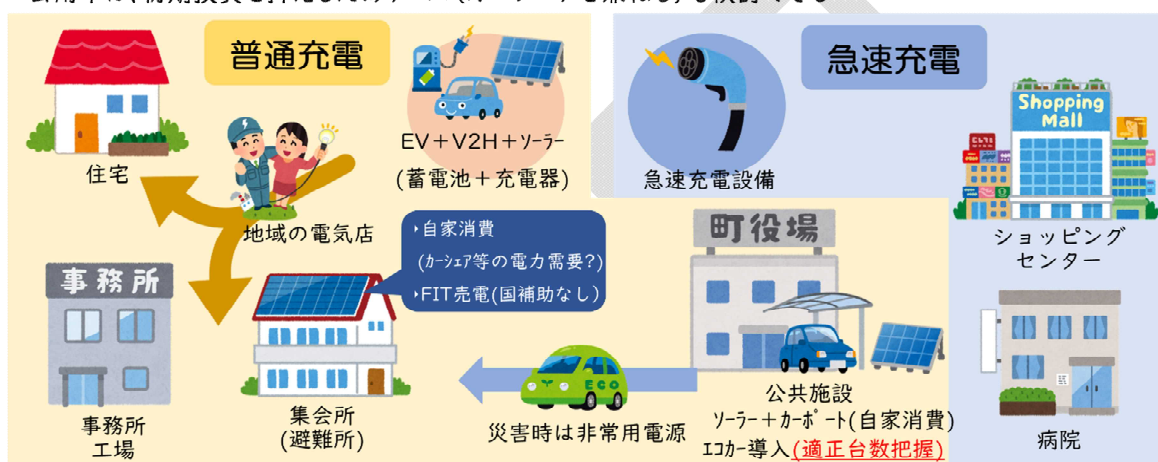 普通充電
急速充電
Shopping
Mall
住宅
EV+V2H+ソーラー
(蓄電池+充電器)
急速充電設備
地域の電気店
ショッピング
センター
・自家消費
(カーシェア等の電力需要?)
・FIT売電(国補助なし)
町役場
事務所
ECO
事務所
工場
集会所
(避難所)
災害時は非常用電源
公共施設
ソーラー+カーポート(自家消費)
エコカー導入(適正台数把握)
病院